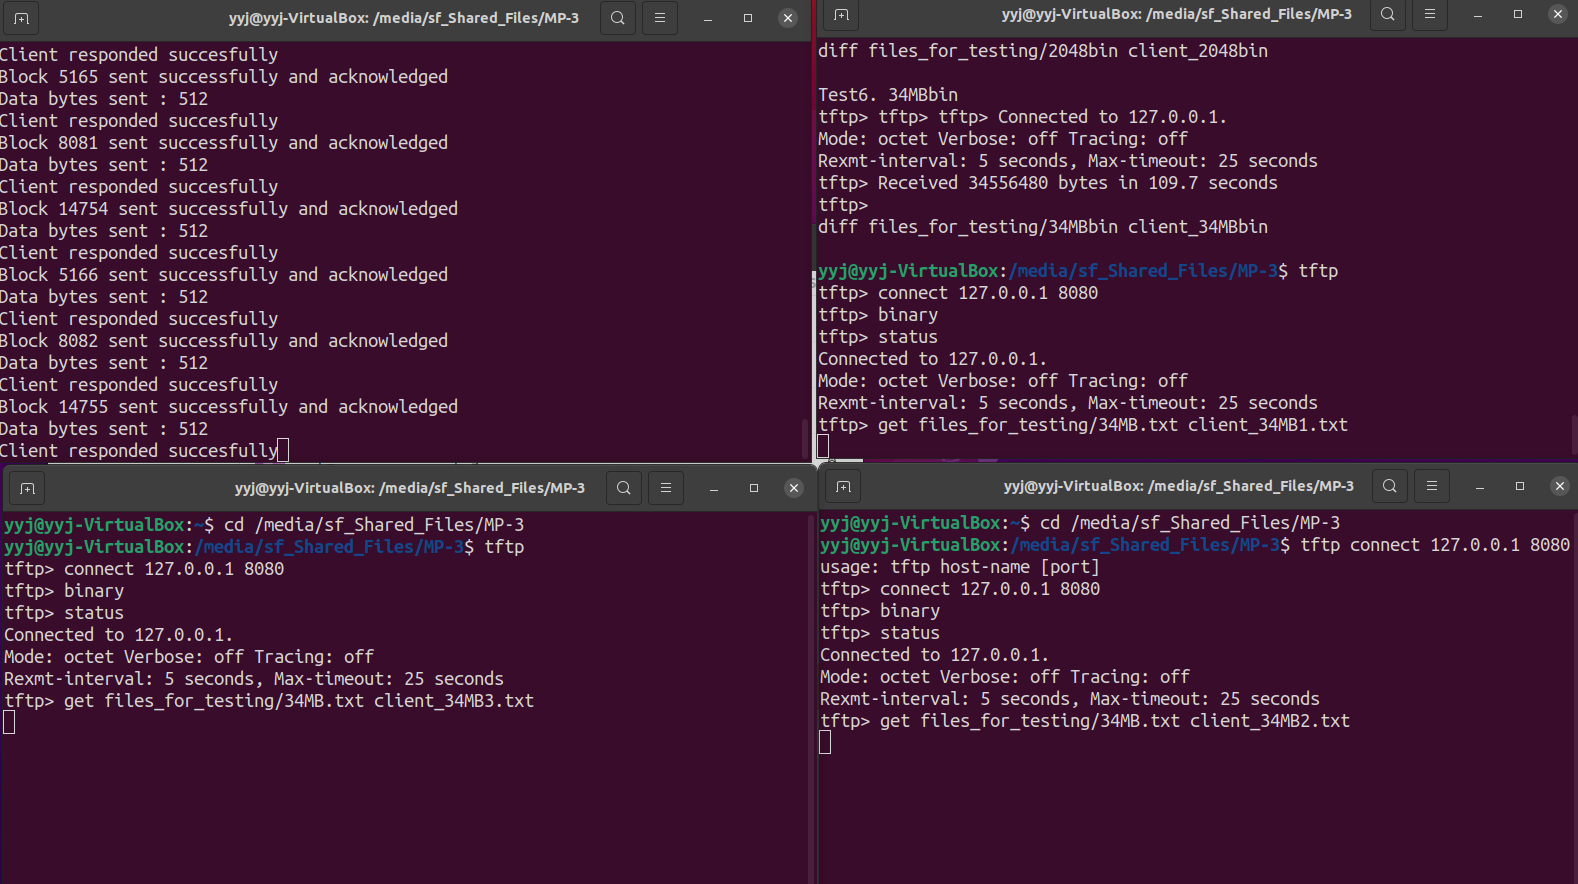 yyj@yyj-VirtualBox: /media/sf_Shared_Files/MP-3
Client responded succesfully
Block 5165 sent successfully and acknowledged
Data bytes sent : 512
Client responded succesfully
Block 8081 sent successfully and acknowledged
Data bytes sent : 512
Client responded succesfully
Block 14754 sent successfully and acknowledged
Data bytes sent : 512
Client responded succesfully
Block 5166 sent successfully and acknowledged
Data bytes sent : 512
Client responded succesfully
Block 8082 sent successfully and acknowledged
Data bytes sent : 512
Client responded succesfully
Block 14755 sent successfully and acknowledged
Data bytes sent : 512
Client responded succesfully
yyj@yyj-VirtualBox: /media/sf_Shared_Files/MP-3
diff files_for_testing/2048bin client_2048bin
Test6. 34MBbin
tftp> tftp> tftp> Connected to 127.0.0.1.
Mode: octet Verbose: off Tracing: off
Rexmt-interval: 5 seconds, Max-timeout: 25 seconds
tftp> Received 34556480 bytes in 109.7 seconds
tftp>
diff files_for_testing/34MBbin client_34MBbin
yyj@yyj-VirtualBox:/media/sf_Shared_Files/MP-3$ tftp
tftp> connect 127.0.0.1 8080
tftp> binary
tftp> status
Connected to 127.0.0.1.
Mode: octet Verbose: off Tracing: off
Rexmt-interval: 5 seconds, Max-timeout: 25 seconds
tftp> get files_for_testing/34MB.txt client_34MB1.txt
yyj@yyj-VirtualBox: /media/sf_Shared_Files/MP-3
yyj@yyj-VirtualBox:~$ cd /media/sf_Shared_Files/MP-3
yyj@yyj-VirtualBox:/media/sf_Shared_Files/MP-3$ tftp
tftp> connect 127.0.0.1 8080
tftp> binary
tftp> status
Connected to 127.0.0.1.
Mode: octet Verbose: off Tracing: off
Rexmt-interval: 5 seconds, Max-timeout: 25 seconds
tftp> get files_for_testing/34MB.txt client_34MB3.txt
yyj@yyj-VirtualBox: /media/sf_Shared_Files/MP-3
yyj@yyj-VirtualBox:~$ cd /media/sf_Shared_Files/MP-3
yyj@yyj-VirtualBox:/media/sf_Shared_Files/MP-3$ tftp connect 127.0.0.1 8080
usage: tftp host-name [port]
tftp> connect 127.0.0.1 8080
tftp> binary
tftp> status
Connected to 127.0.0.1.
Mode: octet Verbose: off Tracing: off
Rexmt-interval: 5 seconds, Max-timeout: 25 seconds
tftp> get files_for_testing/34MB.txt client_34MB2.txt